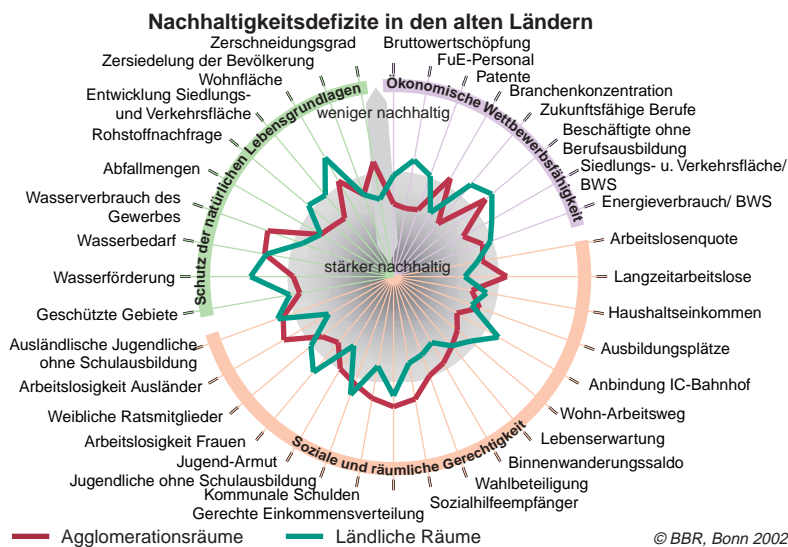 Nachhaltigkeitsdefizite in den alten Ländern
Zerschneidungsgrad
Zersiedelung der Bevölkerung
Wohnfläche
Entwicklung Siedlungs-
und Verkehrsfläche
Rohstoffnachfrage
Abfallmengen
Wasserverbrauch des
Gewerbes
Wasserbedarf
Wasserförderung
Geschützte Gebiete
Ausländlische Jugendliche
ohne Schulausbildung
Arbeitslosigkeit Ausländer
Weibliche Ratsmitglieder
Arbeitslosigkeit Frauen
Jugend-Armut
Jugendliche ohne Schulausbildung
Kommunale Schulden
Gerechte Einkommensverteilung
Bruttowertschöpfung
FuE-Personal
Patente
Branchenkonzentration
Zukunftsfähige Berufe
Beschäftigte ohne
Berufsausbildung
Siedlungs- u. Verkehrsfläche/
BWS
Energieverbrauch/ BWS
Arbeitslosenquote
Langzeitarbeitslose
Haushaltseinkommen
Ausbildungsplätze
Anbindung IC-Bahnhof
Wohn-Arbeitsweg
Lebenserwartung
Binnenwanderungssaldo
Wahlbeteiligung
Sozialhilfeempfänger
Schutz der natürlichen Lebensgrundlagen
Ökonomische Wettbewerbsfähigkeit
Soziale und räumliche Gerechtigkeit
weniger nachhaltig
stärker nachhaltig
Agglomerationsräume
Ländliche Räume
© BBR, Bonn 2002